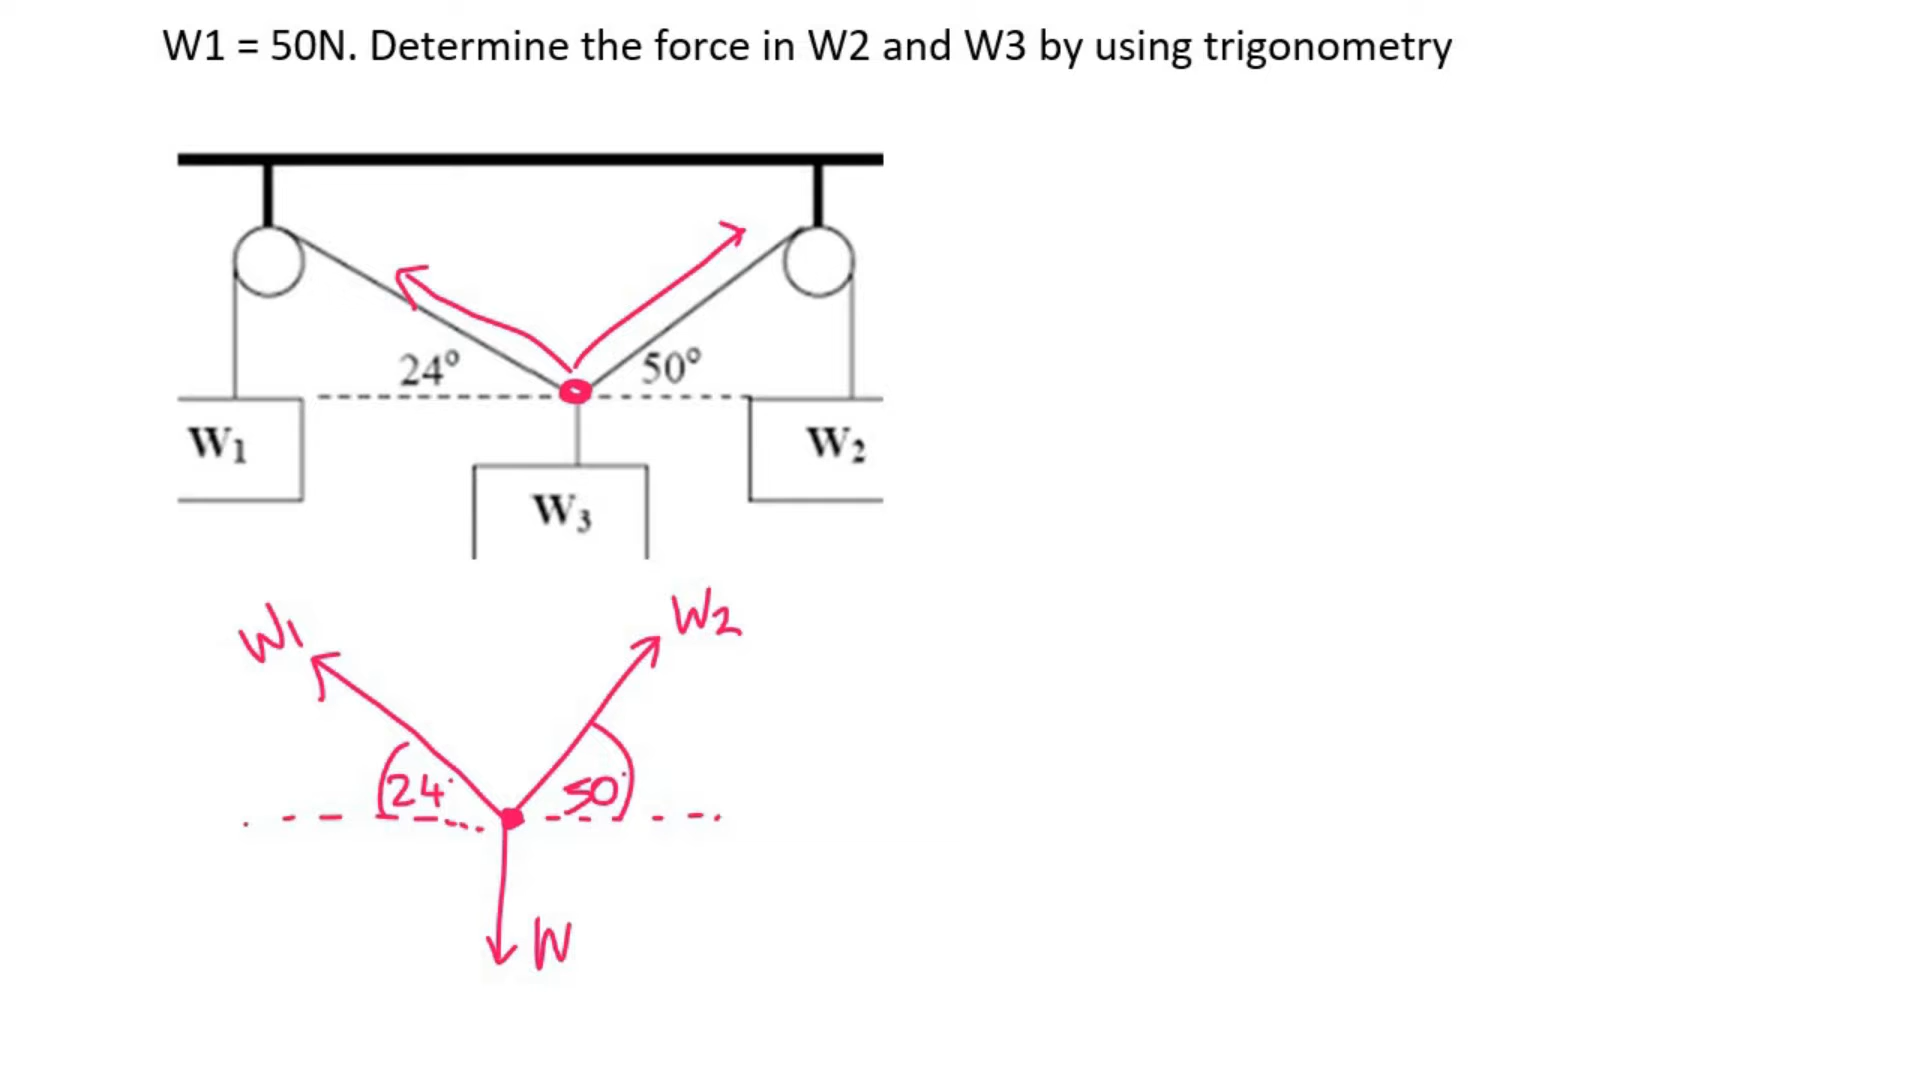 W1 = 50N. Determine the force in W2 and W3 by using trigonometry
24° 50°
W₁ W₂
W₃
W1 W2
24° 50°
W